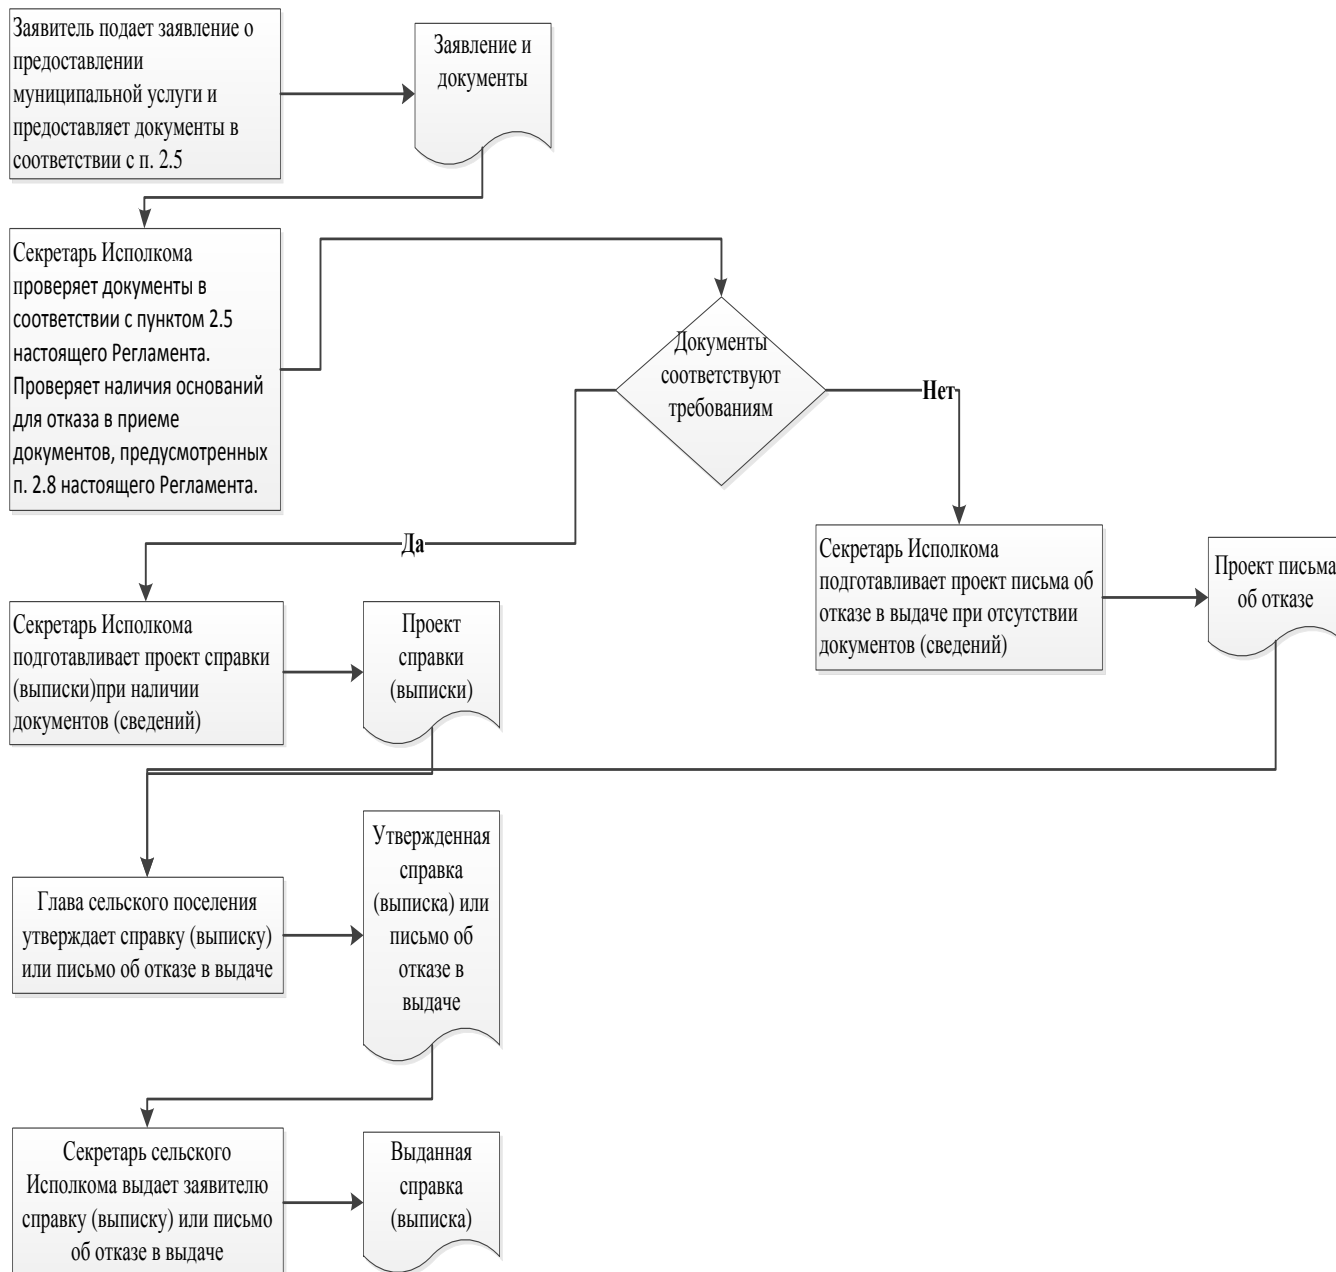 Заявитель подает заявление о
предоставлении
муниципальной услуги и
предоставляет документы в
соответствии с п. 2.5
Заявление и
документы
Секретарь Исполкома
проверяет документы в
соответствии с пунктом 2.5
настоящего Регламента.
Проверяет наличия оснований
для отказа в приеме
документов, предусмотренных
п. 2.8 настоящего Регламента.
Документы
соответствуют
требованиям
Нет
Да
Секретарь Исполкома
подготавливает проект письма об
отказе в выдаче при отсутствии
документов (сведений)
Проект письма
об отказе
Секретарь Исполкома
подготавливает проект справки
(выписки)при наличии
документов (сведений)
Проект
справки
(выписки)
Глава сельского поселения
утверждает справку (выписку)
или письмо об отказе в выдаче
Утвержденная
справка
(выписка) или
письмо об
отказе в
выдаче
Секретарь сельского
Исполкома выдает заявителю
справку (выписку) или письмо
об отказе в выдаче
Выданная
справка
(выписка)